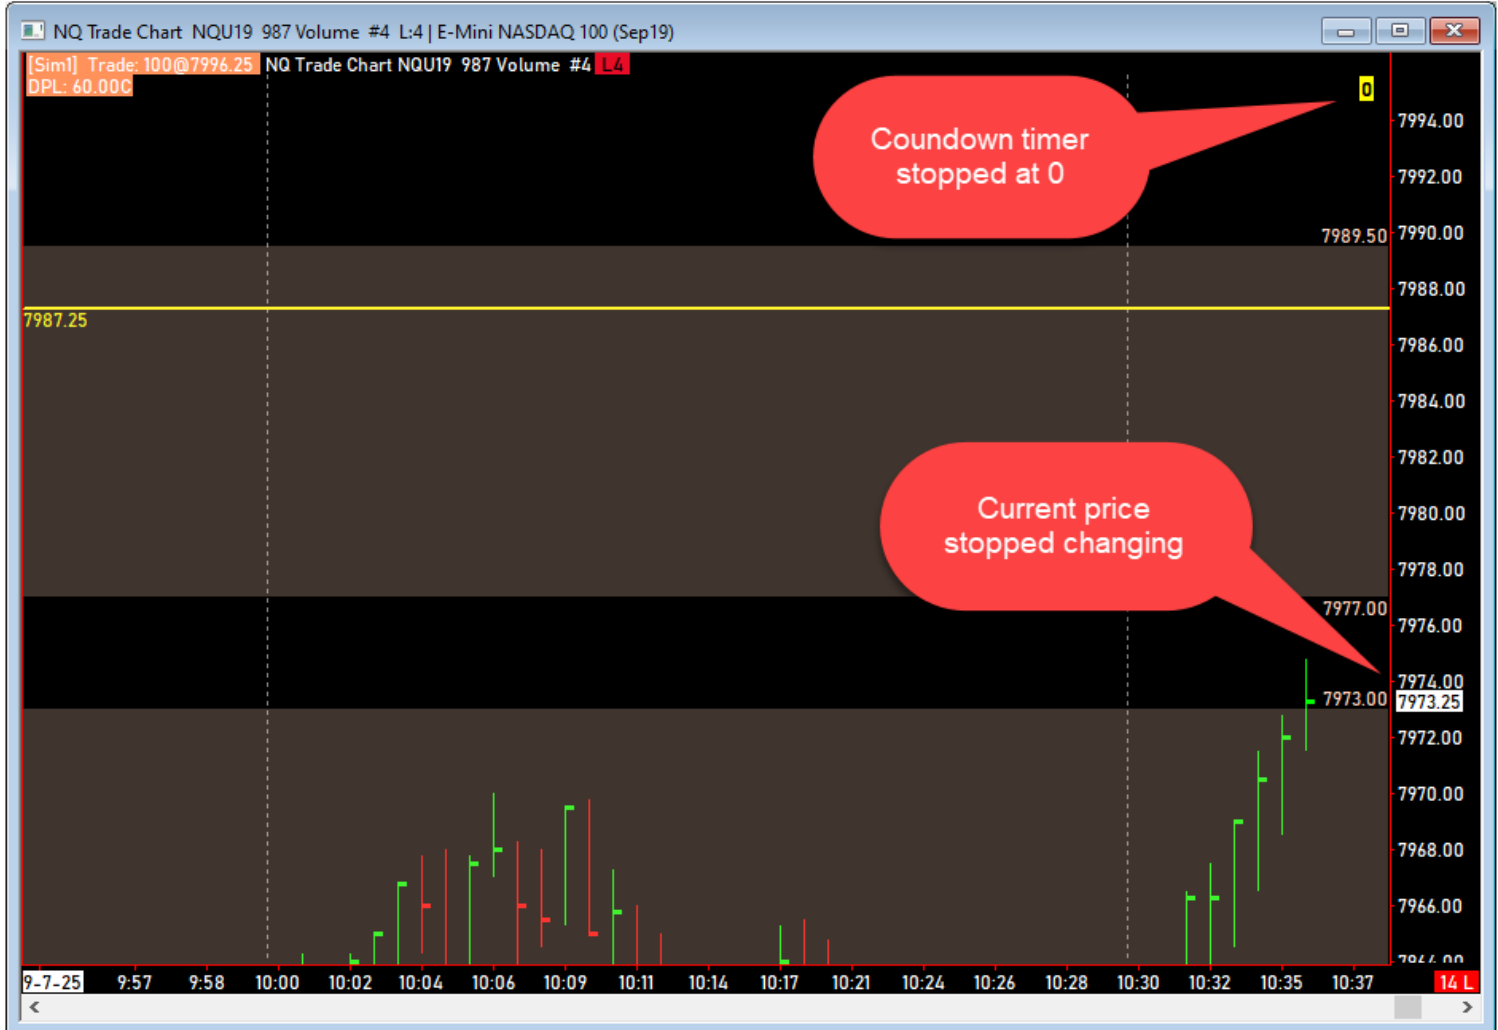 NQ Trade Chart  NQU19  987 Volume  #4  L:4 | E-Mini NASDAQ 100 (Sep19)
[Sim1]  Trade: 100@7996.25  NQ Trade Chart NQU19  987 Volume  #4  L4
DPL: 60.00C
0
Coundown timer
stopped at 0
7994.00
7992.00
7989.50
7990.00
7988.00
7987.25
7986.00
7984.00
7982.00
Current price
stopped changing
7980.00
7978.00
7977.00
7976.00
7974.00
7973.00
7973.25
7972.00
7970.00
7968.00
7966.00
7964.00
9-7-25 9:57 9:58 10:00 10:02 10:04 10:06 10:09 10:11 10:14 10:17 10:21 10:24 10:26 10:28 10:30 10:32 10:35 10:37 14 L